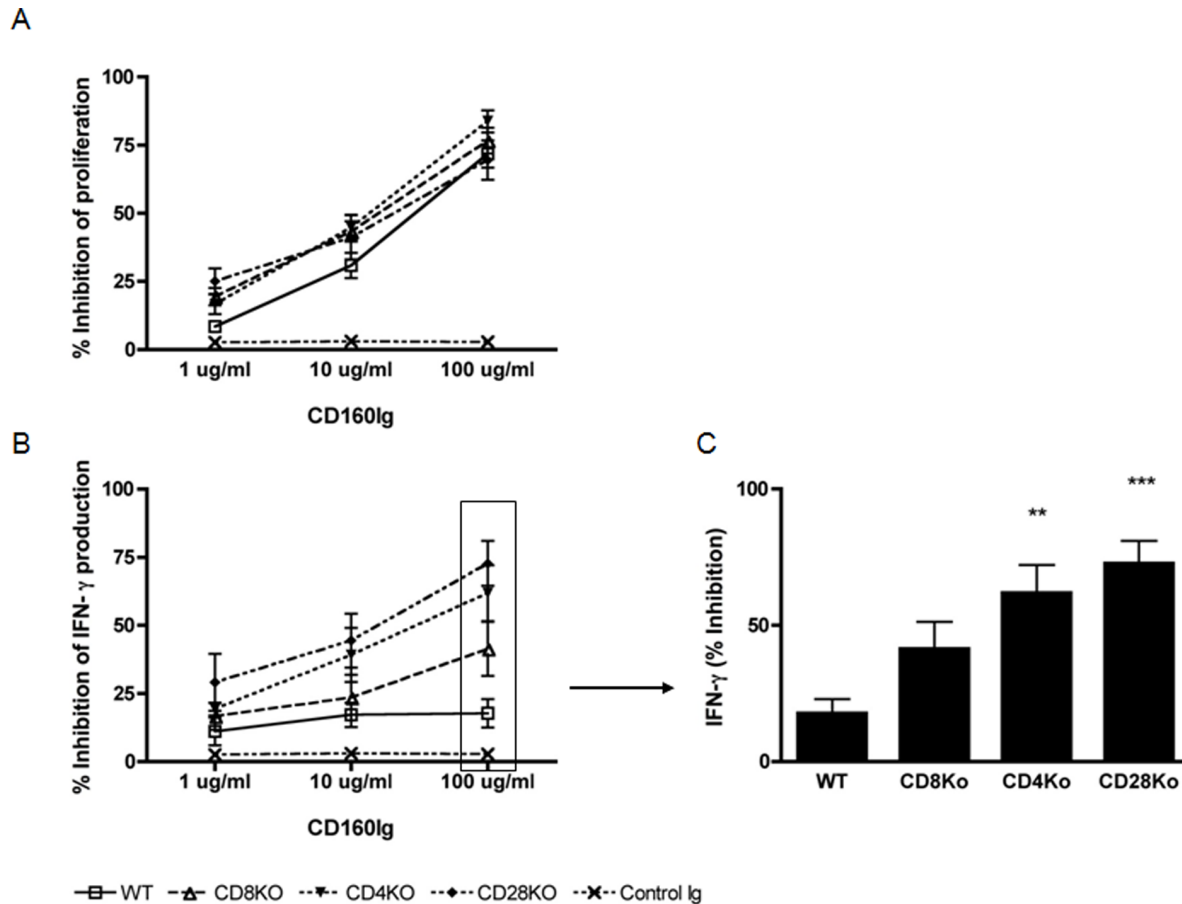 A
% Inhibition of proliferation
100
75
50
25
0
1 ug/ml 10 ug/ml 100 ug/ml
CD160Ig
B
% Inhibition of IFN- γ production
100
75
50
25
0
1 ug/ml 10 ug/ml 100 ug/ml
CD160Ig
C
IFN-γ (% Inhibition)
100
50
0
**
***
WT CD8Ko CD4Ko CD28Ko
WT CD8KO CD4KO CD28KO Control Ig